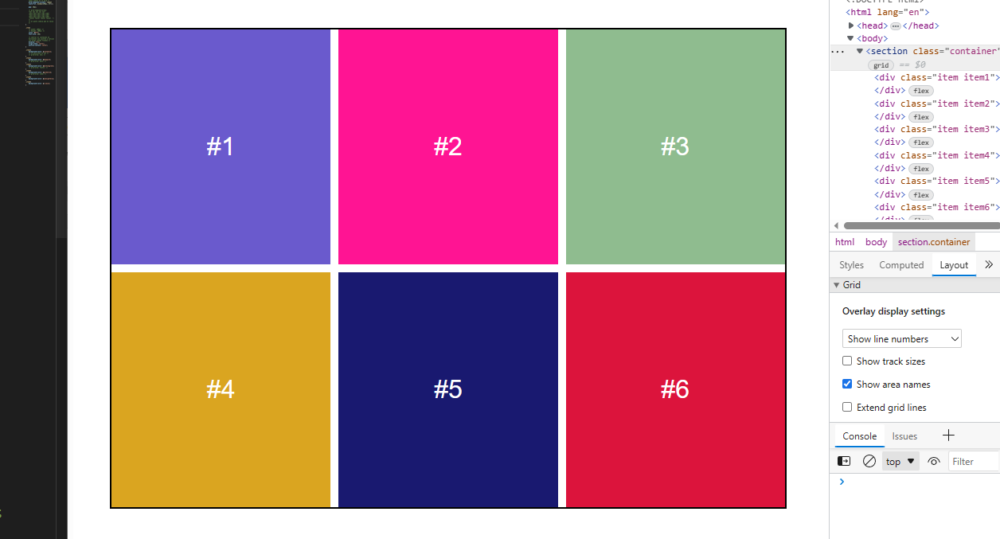 #1
#2
#3
#4
#5
#6
<html lang="en">
<head> ••• </head>
<body>
··· <section class="container"
grid == $0
<div class="item item1">
</div> flex
<div class="item item2">
</div> flex
<div class="item item3">
</div> flex
<div class="item item4">
</div> flex
<div class="item item5">
</div> flex
<div class="item item6">
html body section.container
Styles Computed Layout
Grid
Overlay display settings
Show line numbers
Show track sizes
Show area names
Extend grid lines
Console Issues
top Filter